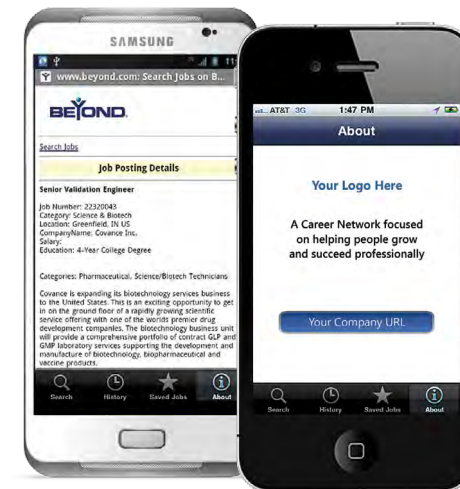 SAMSUNG
11:
www.beyond.com: Search Jobs on B...
BEYOND.
Search Jobs
Job Posting Details
Senior Validation Engineer
Job Number: 22320043
Category: Science & Biotech
Location: Greenfield, IN US
CompanyName: Covance Inc.
Salary:
Education: 4-Year College Degree
Categories: Pharmaceutical, Science/Biotech Technicians
Covance is expanding its biotechnology services business
to the United States. This is an exciting opportunity to get
in on the ground floor of a rapidly growing scientific
service offering with one of the worlds premier drug
development companies. The biotechnology business unit
will provide a comprehensive portfolio of contract GLP and
GMP laboratory services supporting the development and
manufacture of biotechnology, biopharmaceutical and
vaccine products.
Search
History
Saved Jobs
About
AT&T 3G 1:47 PM
About
Your Logo Here
A Career Network focused
on helping people grow
and succeed professionally
Your Company URL
Search
History
Saved Jobs
About